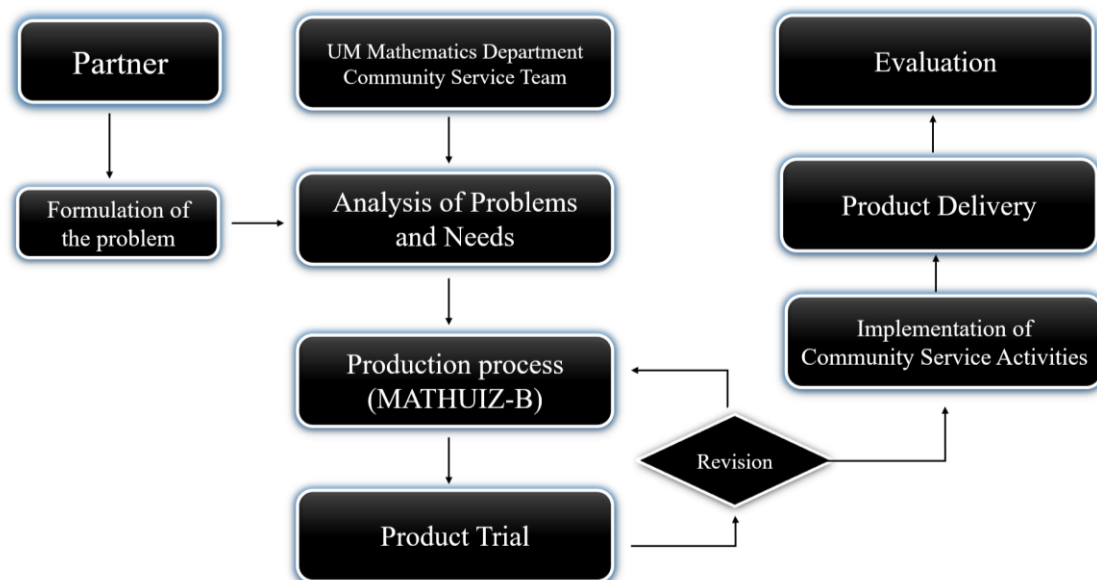 Partner
UM Mathematics Department
Community Service Team
Evaluation
Formulation of
the problem
Analysis of Problems
and Needs
Product Delivery
Production process
(MATHUIZ-B)
Implementation of
Community Service Activities
Revision
Product Trial